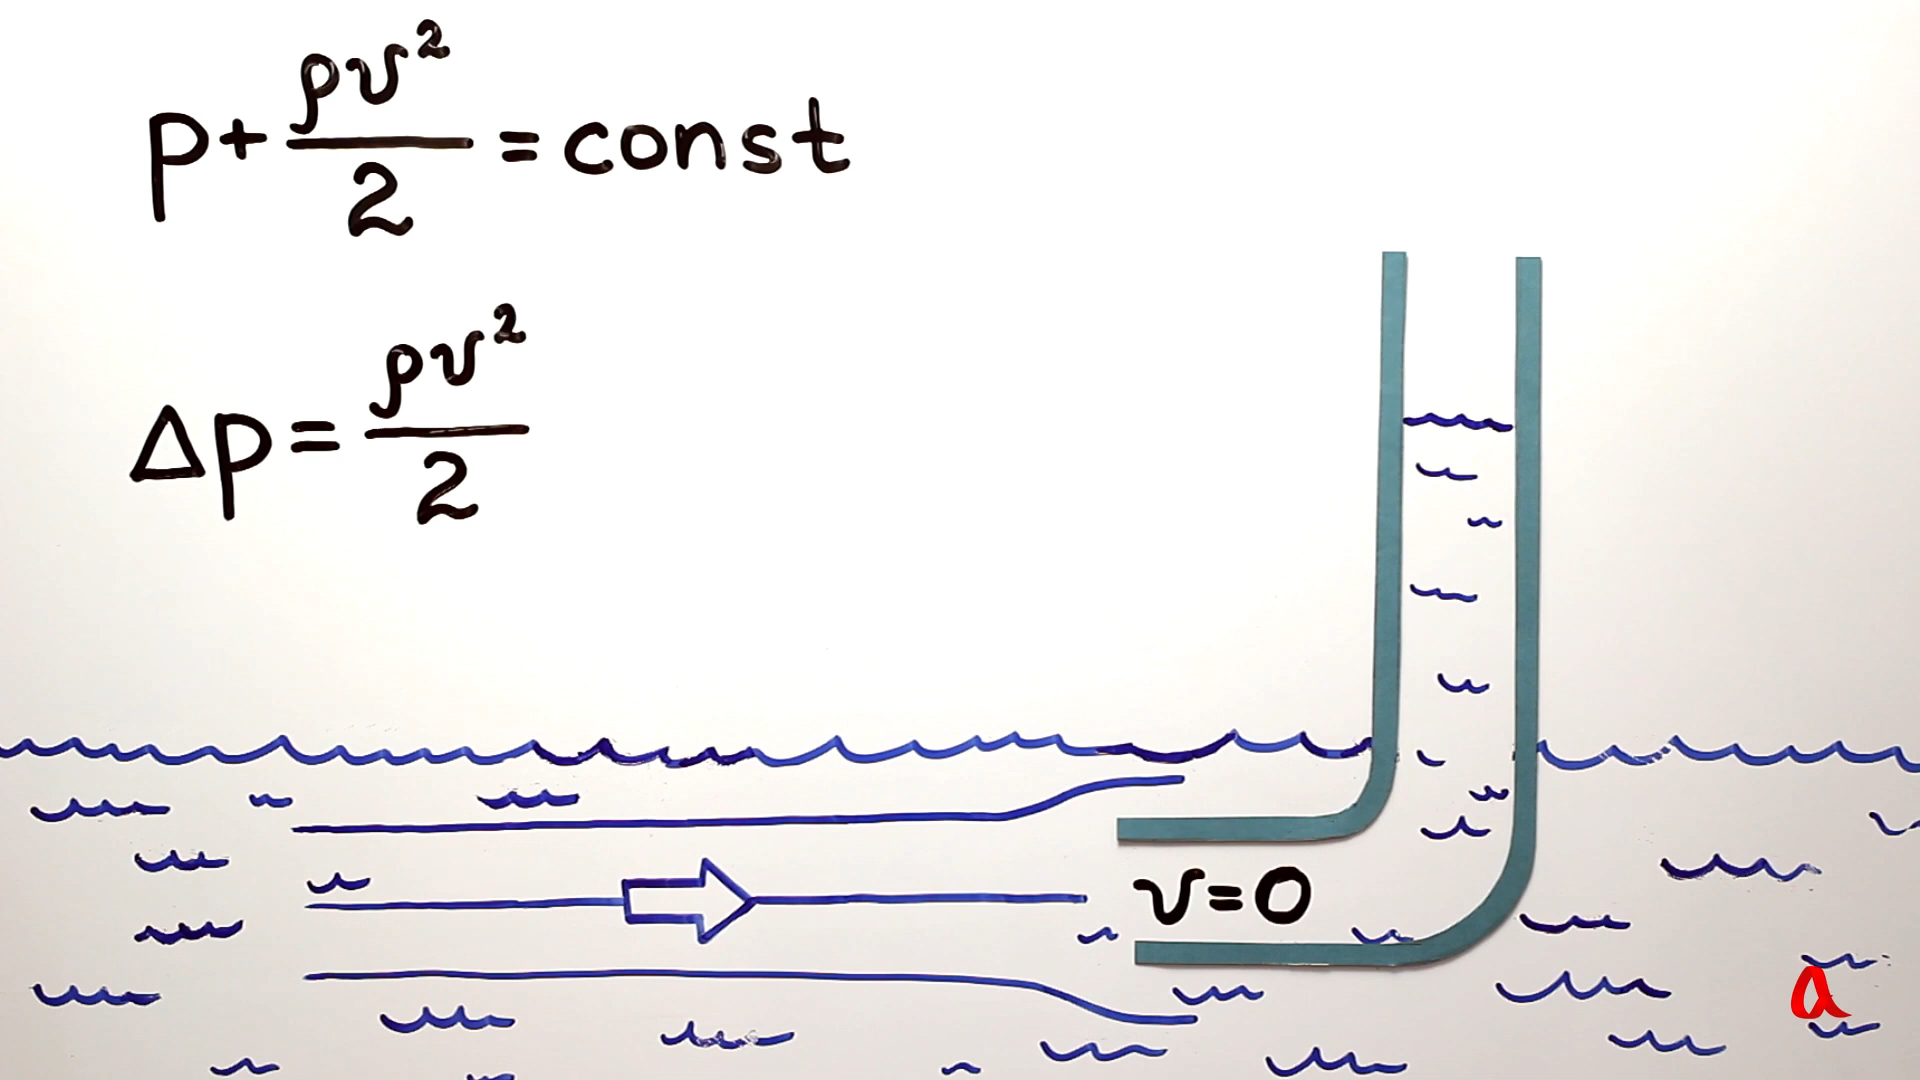 p + ρv²/2 = const
Δp = ρv²/2
v=0
a